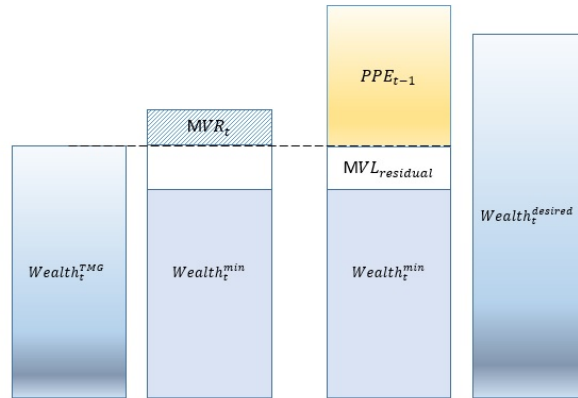 PPE_{t-1}
MVR_t
MVL_{residual}
Wealth_t^{desired}
Wealth_t^{TMG}
Wealth_t^{min}
Wealth_t^{min}